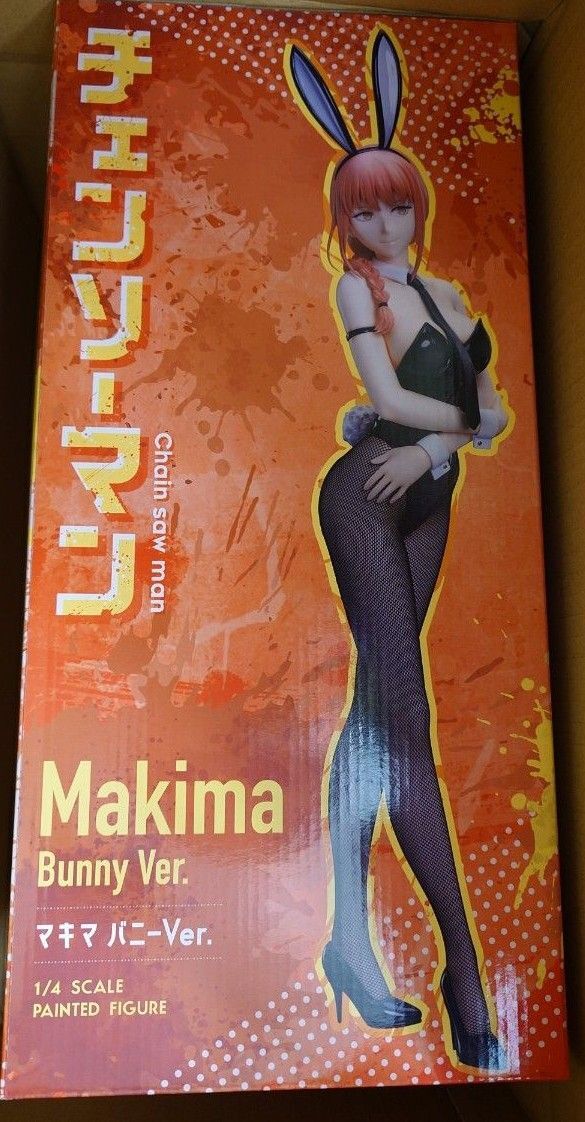 チェンソーマン
Chain saw man
Makima
Bunny Ver.
マキマ バニーVer.
1/4 SCALE
PAINTED FIGURE